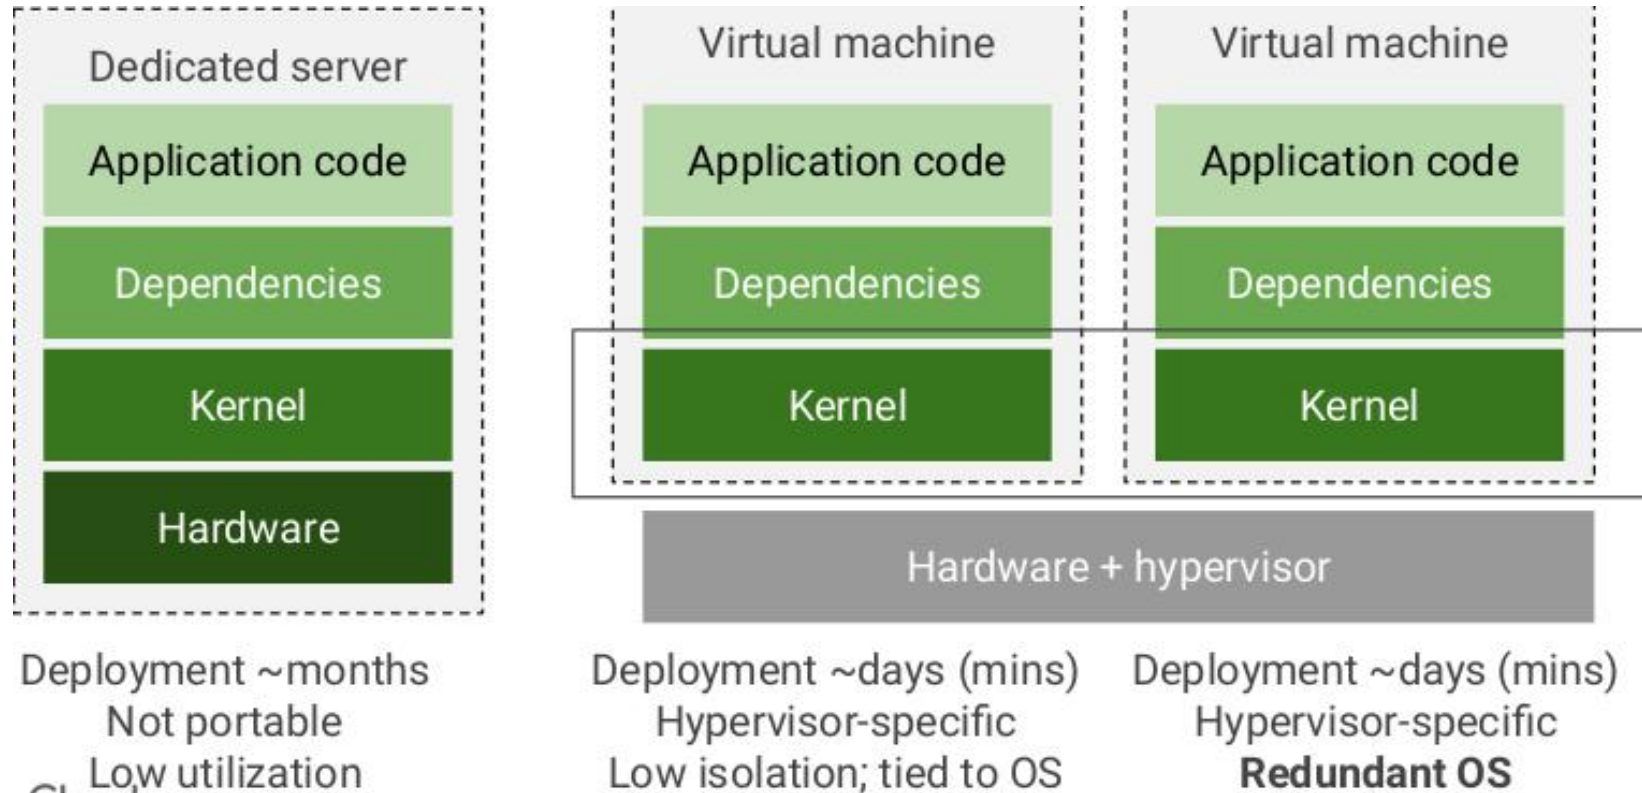 Dedicated server
Application code
Dependencies
Kernel
Hardware
Deployment ~months
Not portable
Low utilization
Virtual machine
Application code
Dependencies
Kernel
Virtual machine
Application code
Dependencies
Kernel
Hardware + hypervisor
Deployment ~days (mins)
Hypervisor-specific
Low isolation; tied to OS
Deployment ~days (mins)
Hypervisor-specific
Redundant OS